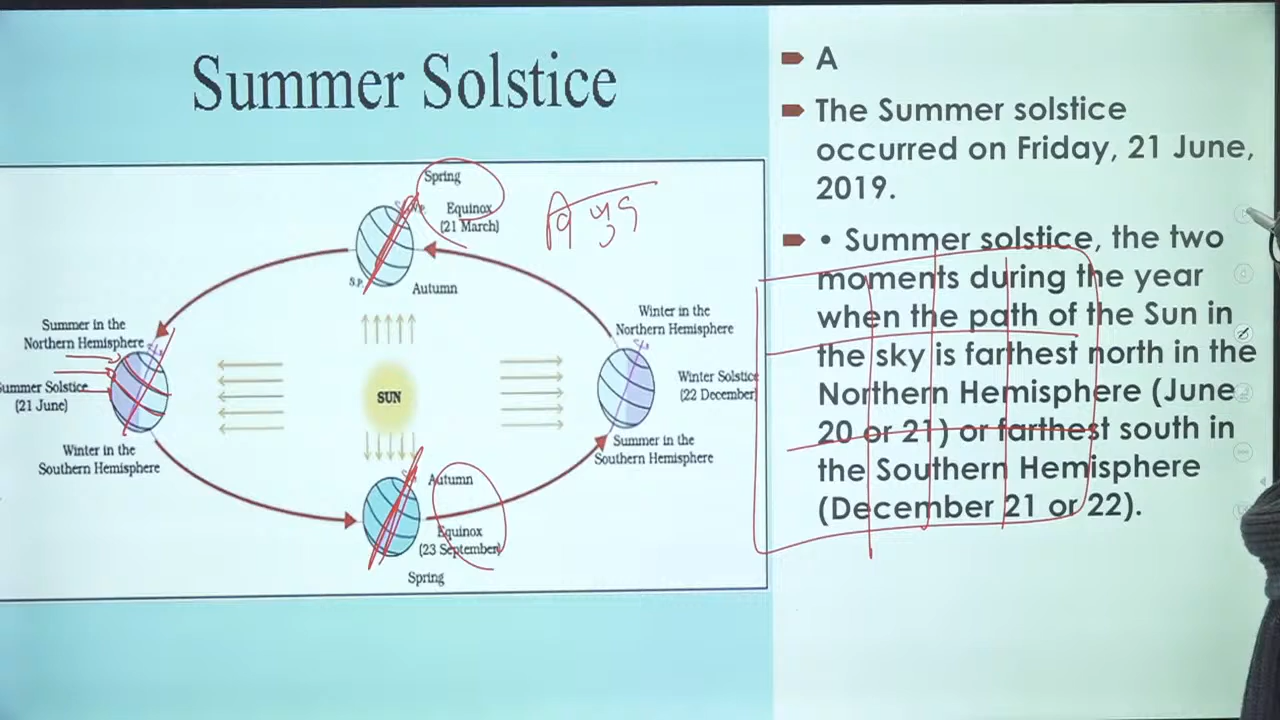 Summer Solstice
Spring
Equinox
(21 March)
S.P.
Autumn
Summer in the
Northern Hemisphere
Summer Solstice
(21 June)
Winter in the
Southern Hemisphere
SUN
Winter in the
Northern Hemisphere
Winter Solstice
(22 December)
Summer in the
Southern Hemisphere
Autumn
Equinox
(23 September)
Spring
A
The Summer solstice
occurred on Friday, 21 June,
2019.
• Summer solstice, the two
moments during the year
when the path of the Sun in
the sky is farthest north in the
Northern Hemisphere (June
20 or 21) or farthest south in
the Southern Hemisphere
(December 21 or 22).